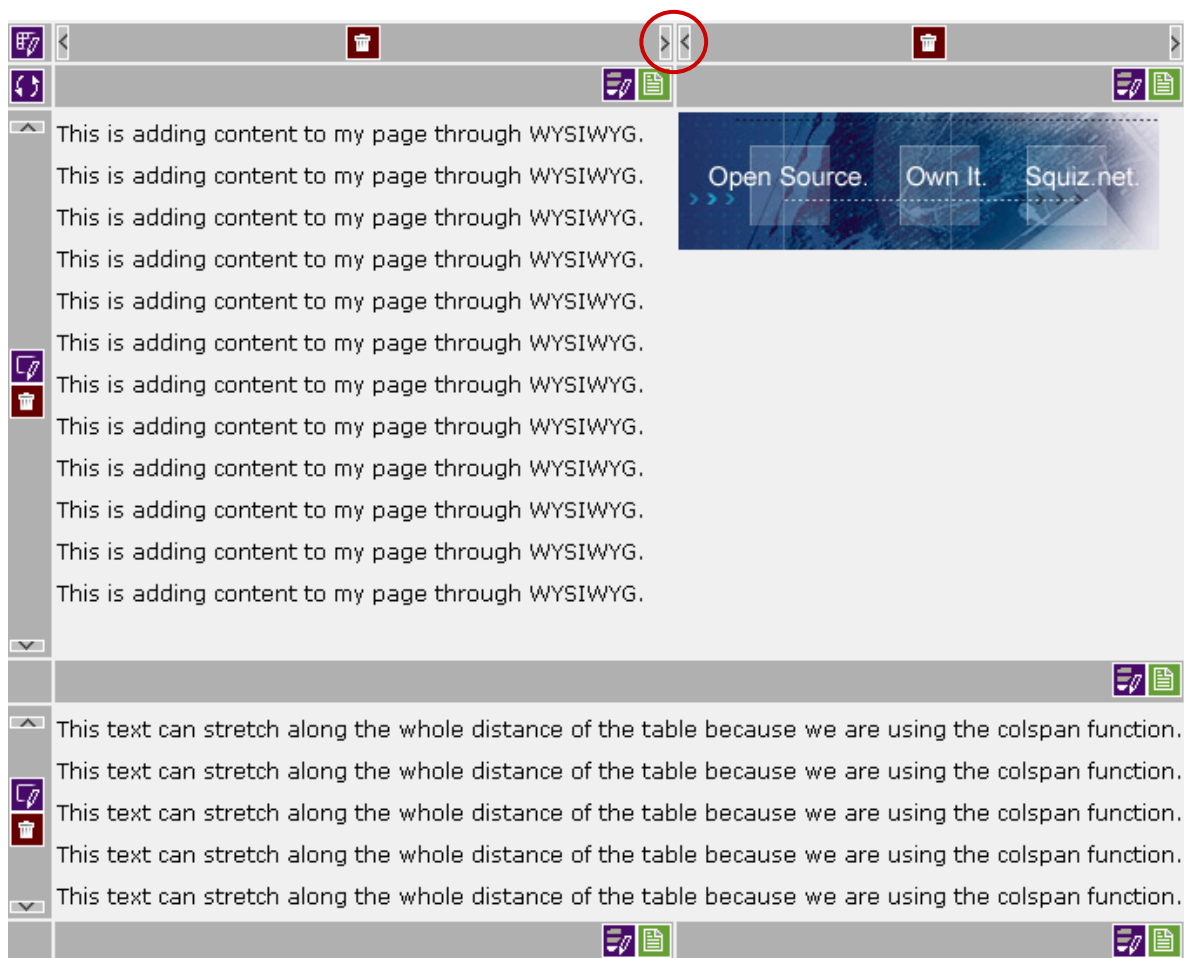 This is adding content to my page through WYSIWYG.
This is adding content to my page through WYSIWYG.
This is adding content to my page through WYSIWYG.
This is adding content to my page through WYSIWYG.
This is adding content to my page through WYSIWYG.
This is adding content to my page through WYSIWYG.
This is adding content to my page through WYSIWYG.
This is adding content to my page through WYSIWYG.
This is adding content to my page through WYSIWYG.
This is adding content to my page through WYSIWYG.
This is adding content to my page through WYSIWYG.
This is adding content to my page through WYSIWYG.
Open Source. Own It. Squiz.net.
This text can stretch along the whole distance of the table because we are using the colspan function.
This text can stretch along the whole distance of the table because we are using the colspan function.
This text can stretch along the whole distance of the table because we are using the colspan function.
This text can stretch along the whole distance of the table because we are using the colspan function.
This text can stretch along the whole distance of the table because we are using the colspan function.